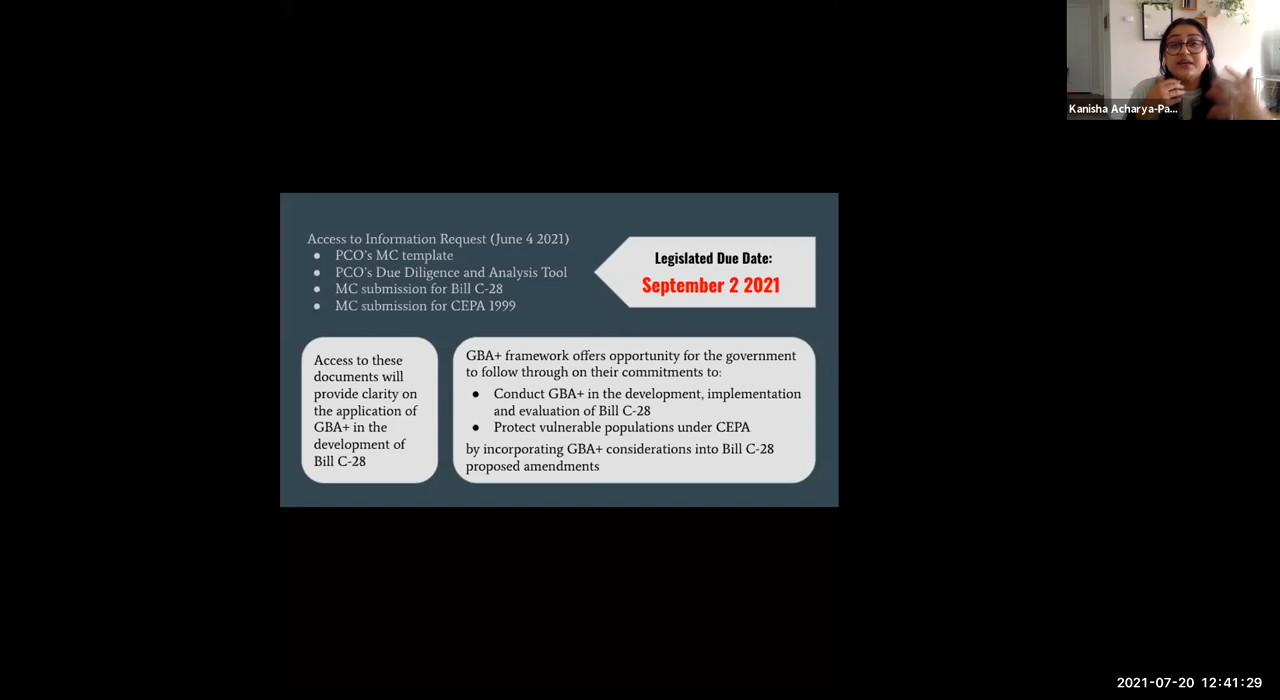 Kanisha Acharya-Pa...
Access to Information Request (June 4 2021)
● PCO's MC template
● PCO's Due Diligence and Analysis Tool
● MC submission for Bill C-28
● MC submission for CEPA 1999
Legislated Due Date:
September 2 2021
Access to these
documents will
provide clarity on
the application of
GBA+ in the
development of
Bill C-28
GBA+ framework offers opportunity for the government
to follow through on their commitments to:
● Conduct GBA+ in the development, implementation
and evaluation of Bill C-28
● Protect vulnerable populations under CEPA
by incorporating GBA+ considerations into Bill C-28
proposed amendments
2021-07-20 12:41:29